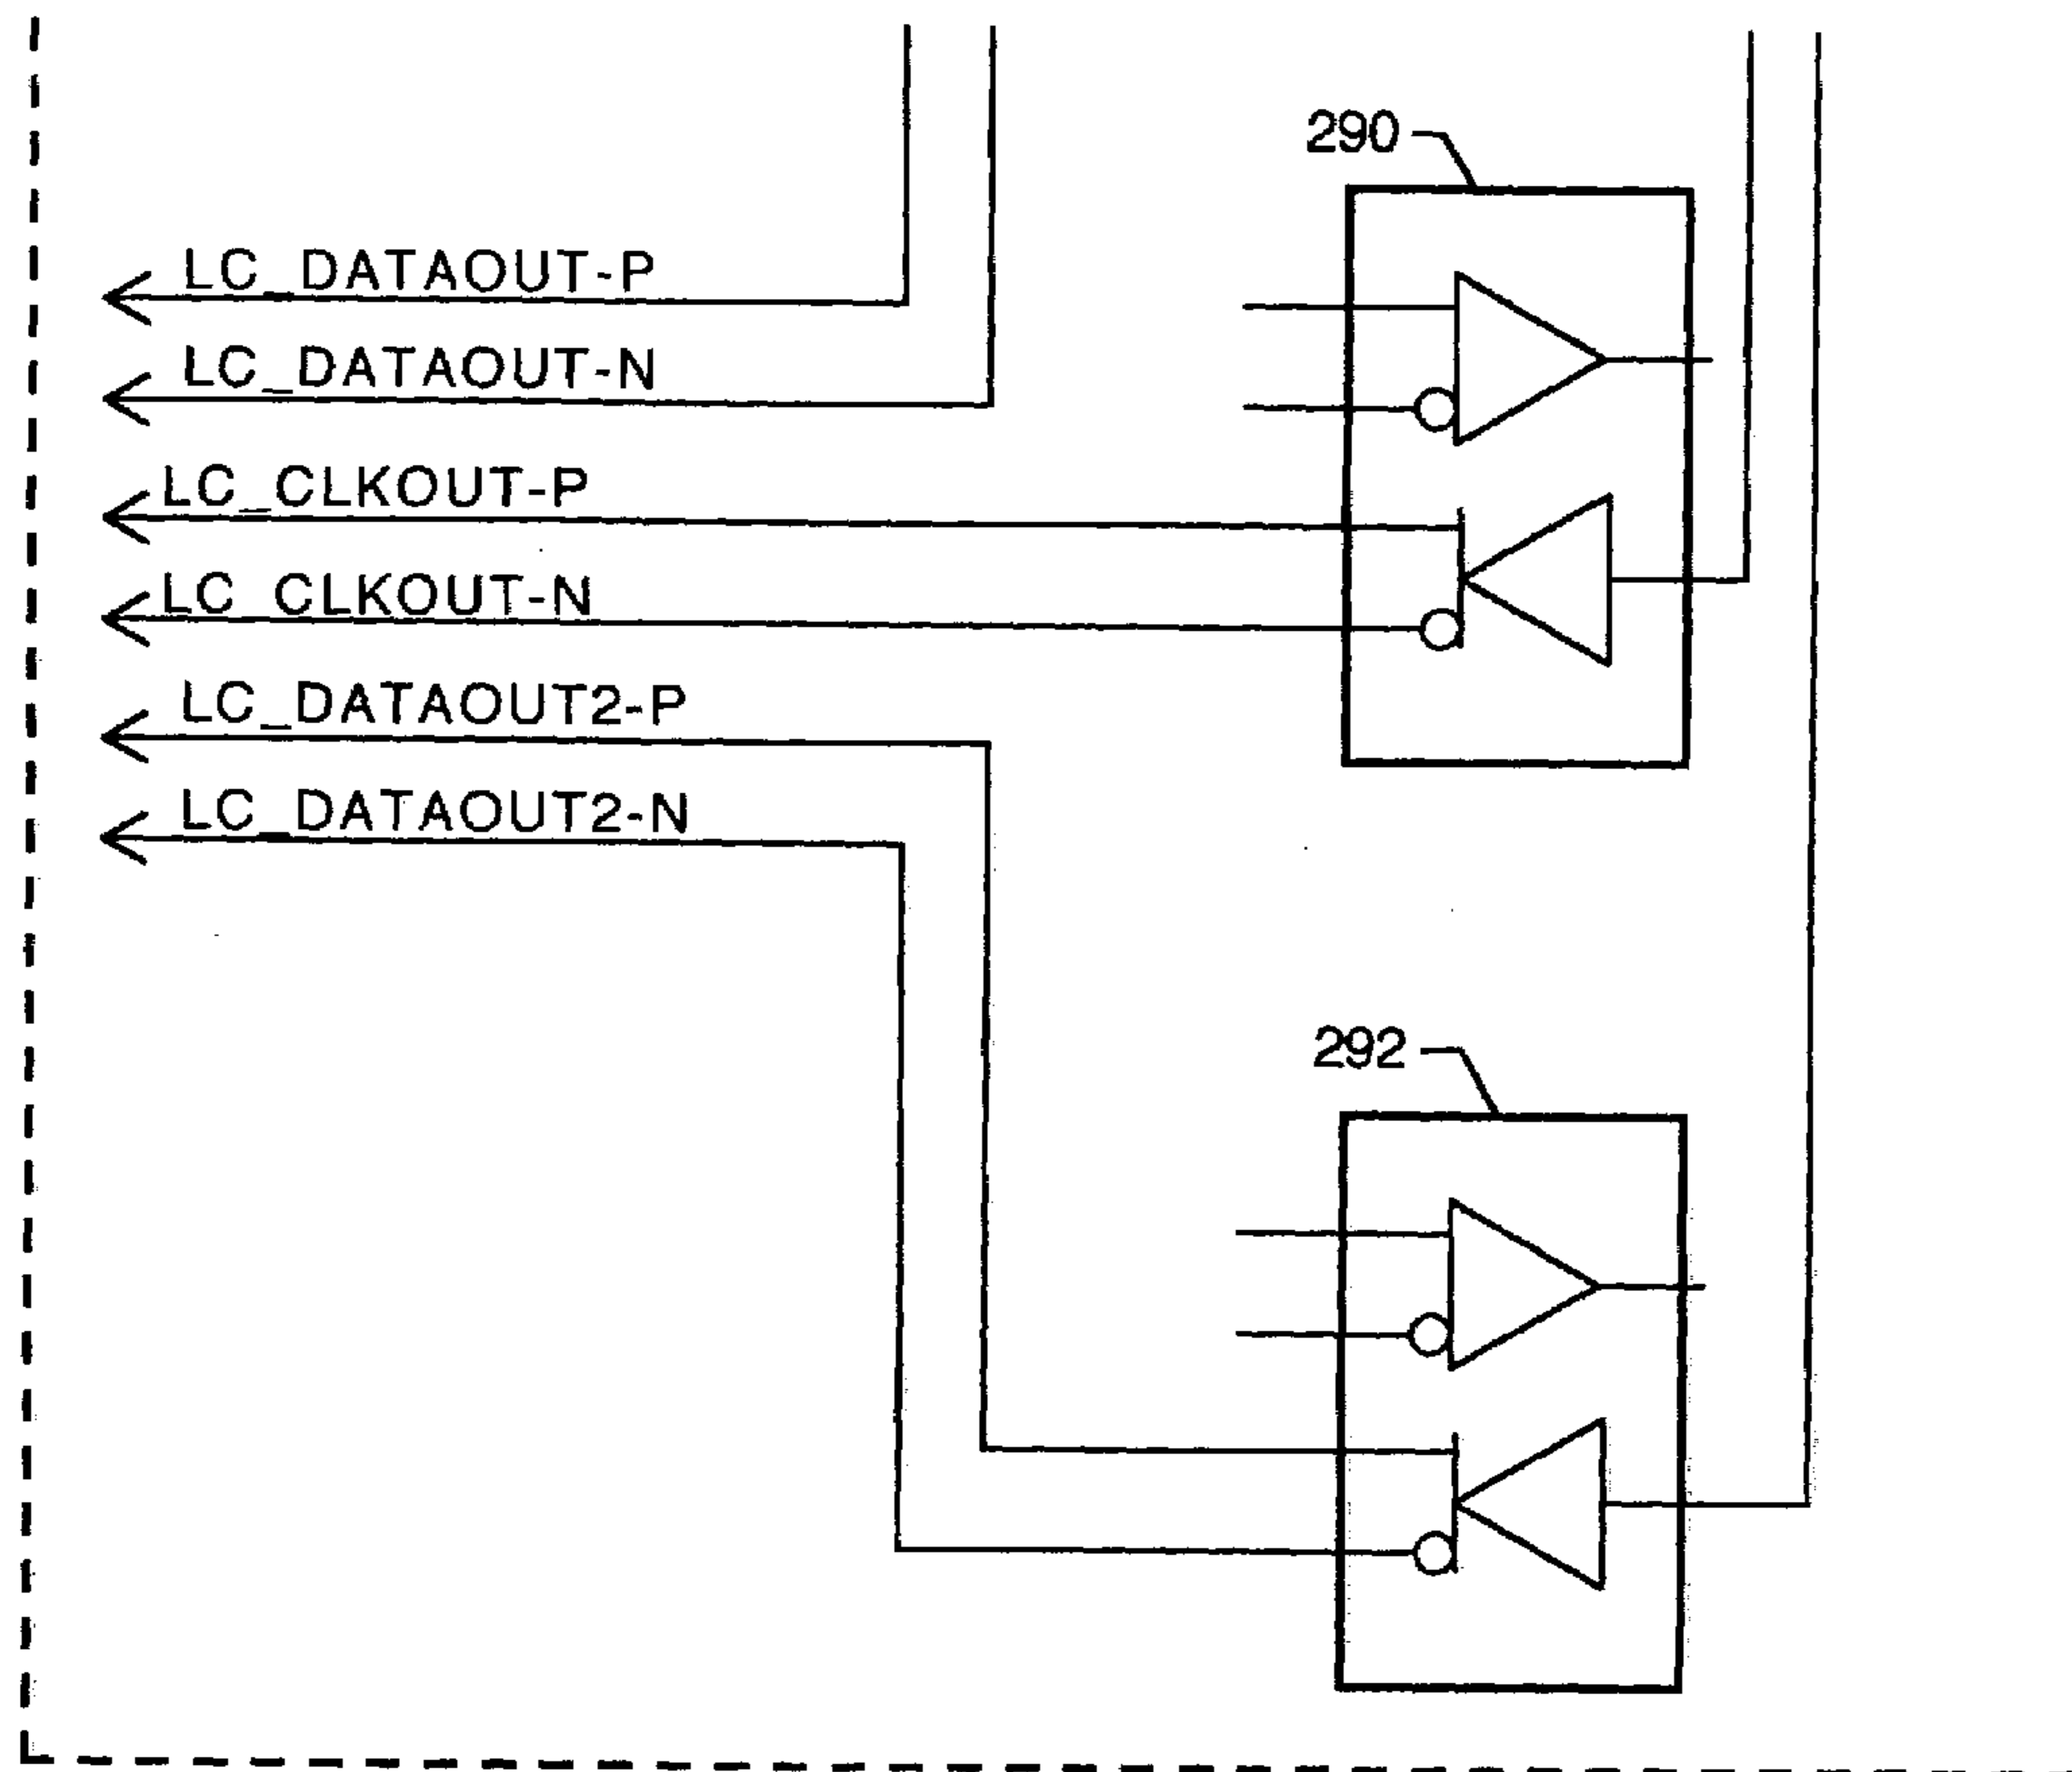 290
LC_DATAOUT-P
LC_DATAOUT-N
LC_CLKOUT-P
LC_CLKOUT-N
LC_DATAOUT2-P
LC_DATAOUT2-N
292